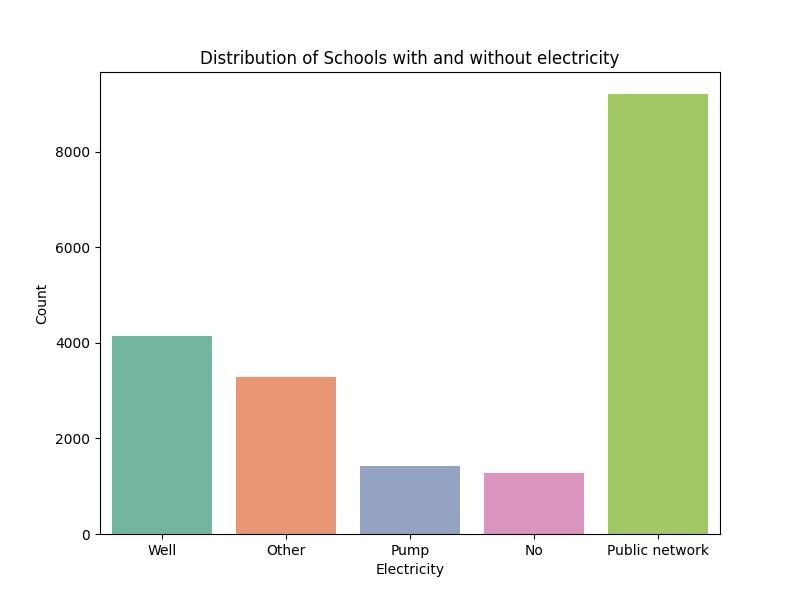 Distribution of Schools with and without electricity
8000
6000
4000
2000
0
Count
Well
Other
Pump
No
Public network
Electricity